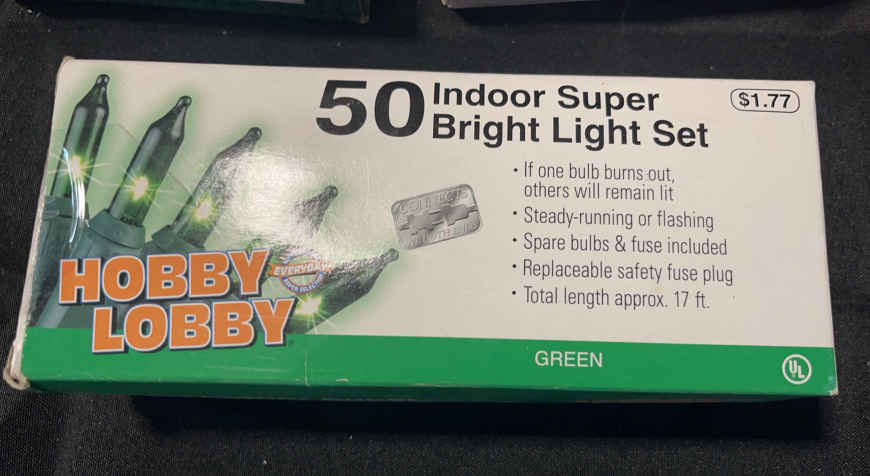 50 Indoor Super
Bright Light Set
$1.77
• If one bulb burns out,
others will remain lit
• Steady-running or flashing
• Spare bulbs & fuse included
• Replaceable safety fuse plug
• Total length approx. 17 ft.
CONNECTS
EVERYDAY
HOBBY
LOBBY
GREEN
UL